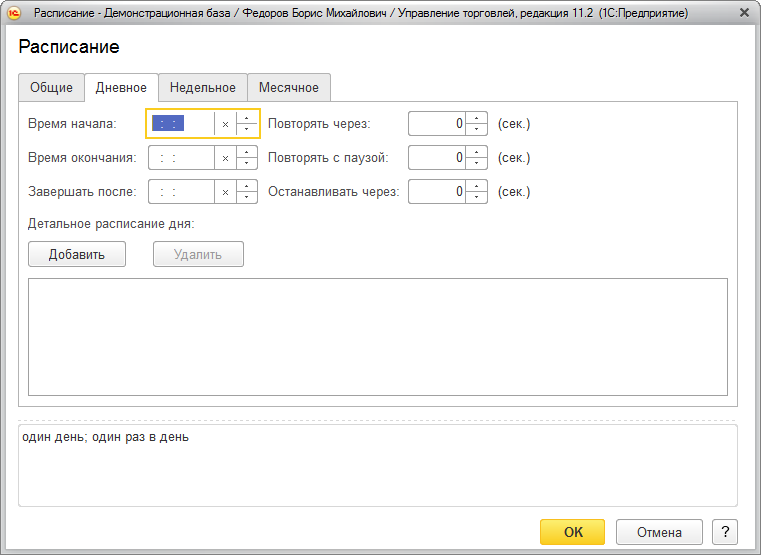 Расписание - Демонстрационная база / Федоров Борис Михайлович / Управление торговлей, редакция 11.2 (1С:Предприятие)
Расписание
Общие Дневное Недельное Месячное
Время начала: : : × Повторять через: 0 (сек.)
Время окончания: : : × Повторять с паузой: 0 (сек.)
Завершать после: : : × Останавливать через: 0 (сек.)
Детальное расписание дня:
Добавить Удалить
один день; один раз в день
OK Отмена ?